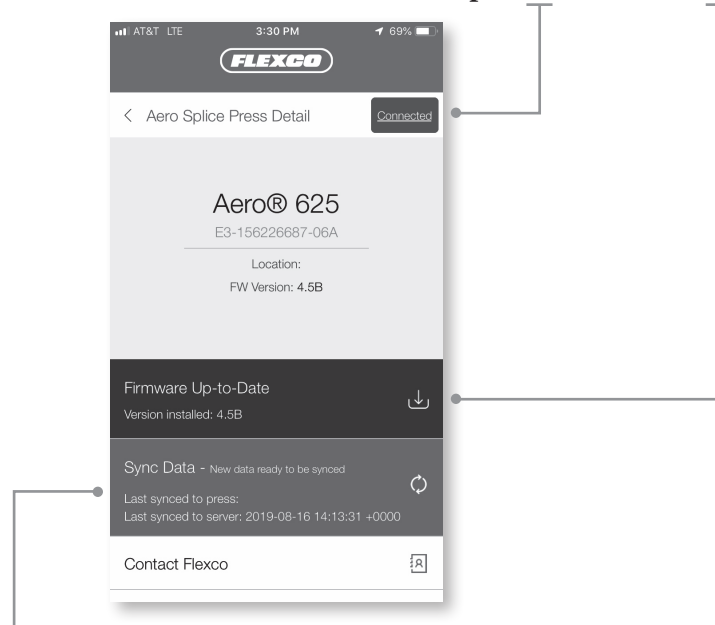 AT&T LTE 3:30 PM 69%
FLEXCO
< Aero Splice Press Detail Connected
Aero® 625
E3-156226687-06A
Location:
FW Version: 4.5B
Firmware Up-to-Date
Version installed: 4.5B
Sync Data - New data ready to be synced
Last synced to press:
Last synced to server: 2019-08-16 14:13:31 +0000
Contact Flexco